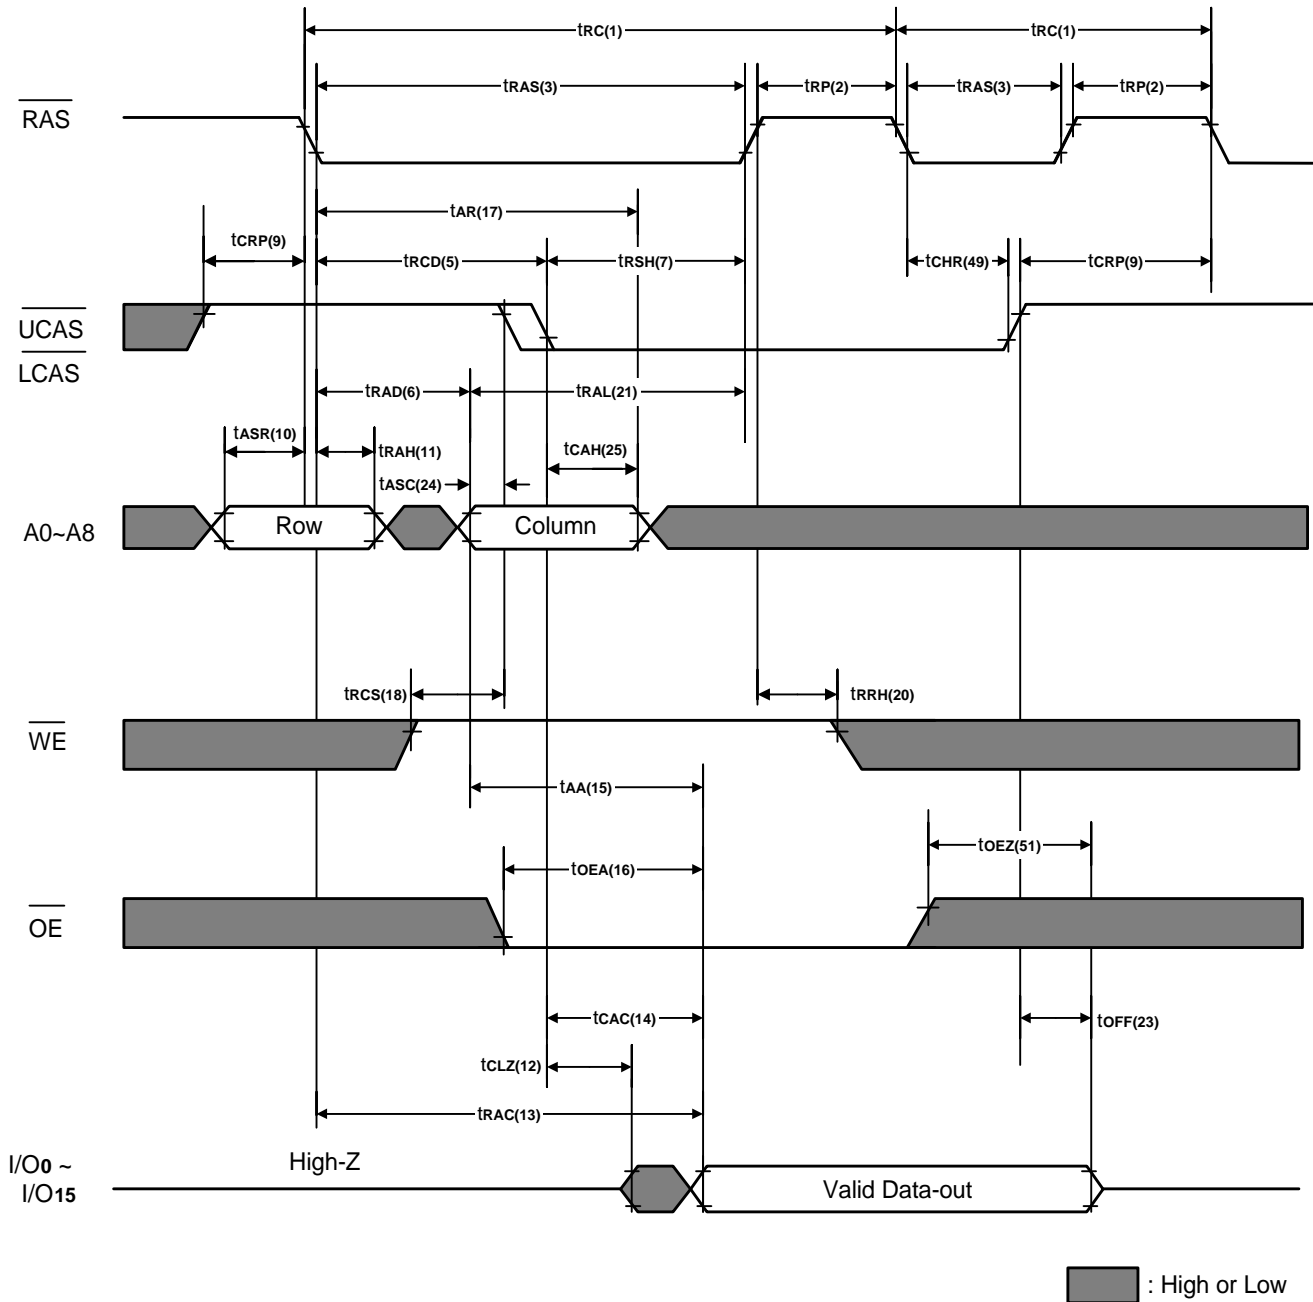 tRC(1) tRC(1)
tRAS(3) tRP(2) tRAS(3) tRP(2)
RAS
tAR(17)
tCRP(9) tRCD(5) tRSH(7) tCHR(49) tCRP(9)
UCAS
LCAS
tRAD(6) tRAL(21)
tASR(10) tRAH(11) tCAH(25)
tASC(24)
A0~A8 Row Column
tRCS(18) tRRH(20)
WE
tAA(15)
tOEZ(51)
tOEA(16)
OE
tCAC(14) tOFF(23)
tCLZ(12)
tRAC(13)
I/O0 ~ High-Z
I/O15 Valid Data-out
: High or Low